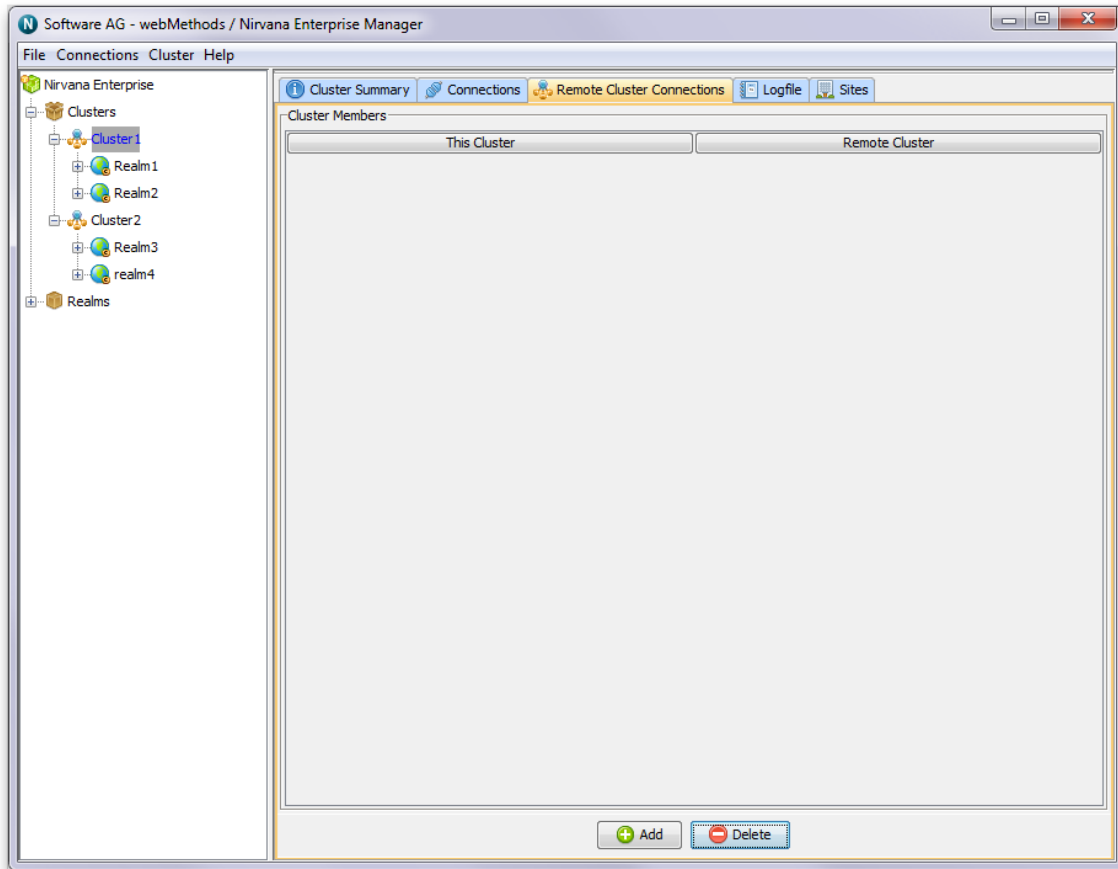 Software AG - webMethods / Nirvana Enterprise Manager
File Connections Cluster Help
Nirvana Enterprise
Clusters
Cluster1
Realm1
Realm2
Cluster2
Realm3
realm4
Realms
Cluster Summary Connections Remote Cluster Connections Logfile Sites
Cluster Members
This Cluster Remote Cluster
Add Delete